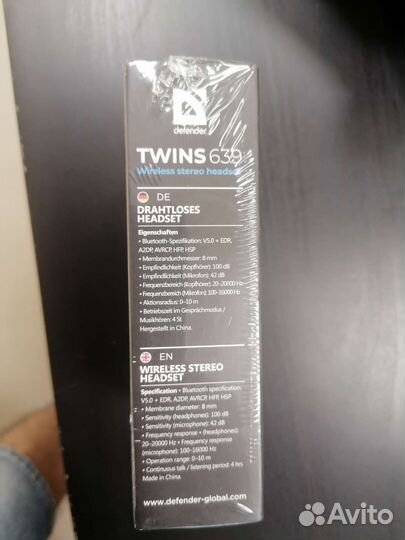 defender
TWINS 639
Wireless stereo headset
DE
DRAHTLOSES
HEADSET
Eigenschaften
• Bluetooth-Spezifikation: V5.0 + EDR,
A2DP, AVRCP, HFP, HSP
• Membrandurchmesser: 8 mm
• Empfindlichkeit (Kopfhörer): 100 dB
• Empfindlichkeit (Mikrofon): 42 dB
• Frequenzbereich (Kopfhörer): 20–20000 Hz
• Frequenzbereich (Mikrofon): 100–16000 Hz
• Aktionsradius: 0–10 m
• Betriebszeit im Gesprächmodus /
Musikhören: 4 St
Hergestellt in China.
EN
WIRELESS STEREO
HEADSET
Specification • Bluetooth specification:
V5.0 + EDR, A2DP, AVRCP, HFP, HSP
• Membrane diameter: 8 mm
• Sensitivity (headphones): 100 dB
• Sensitivity (microphone): 42 dB
• Frequency response • (headphones):
20–20000 Hz • Frequency response
(microphone): 100–16000 Hz
• Operation range: 0–10 m
• Continuous talk / listening period: 4 hrs
Made in China
www.defender-global.com
Avito